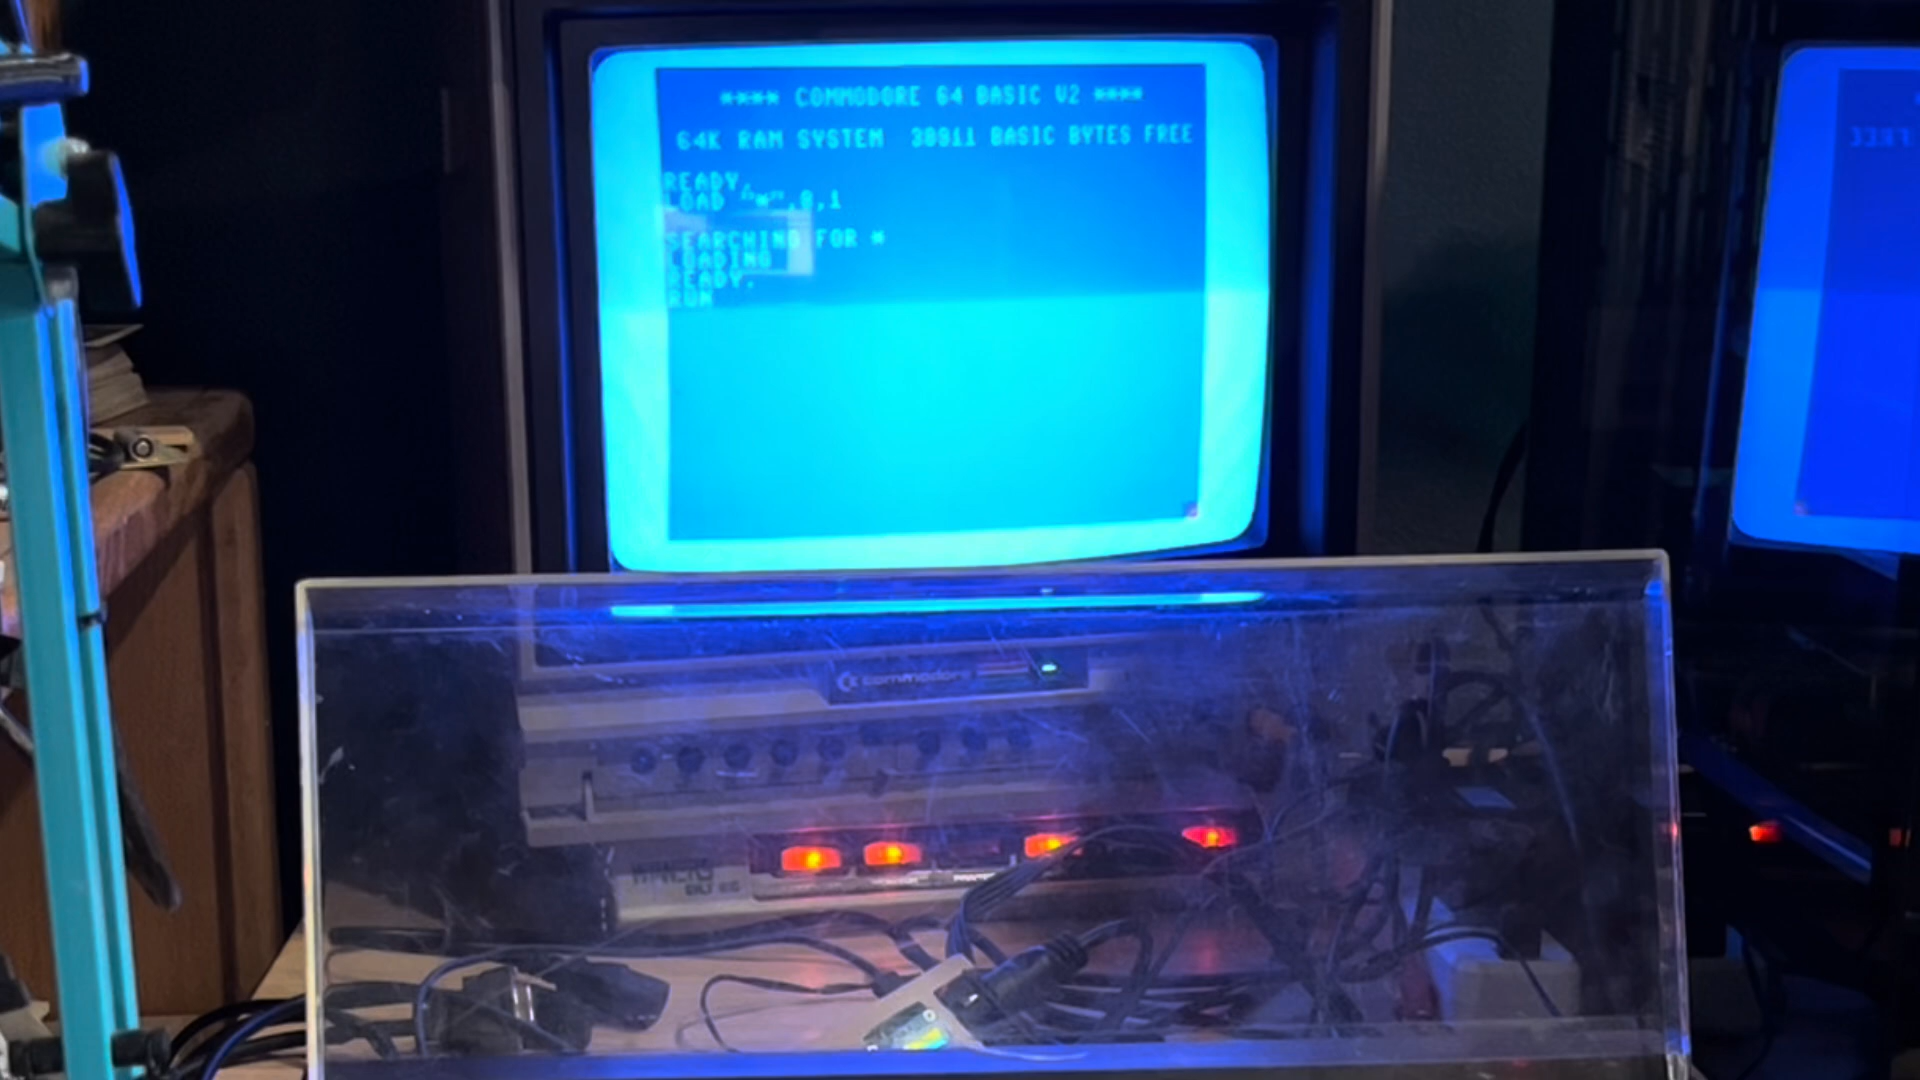 **** COMMODORE 64 BASIC V2 ****
64K RAM SYSTEM 38911 BASIC BYTES FREE
READY.
LOAD "*",8,1
SEARCHING FOR *
LOADING
READY.
RUN
commodore
FREE